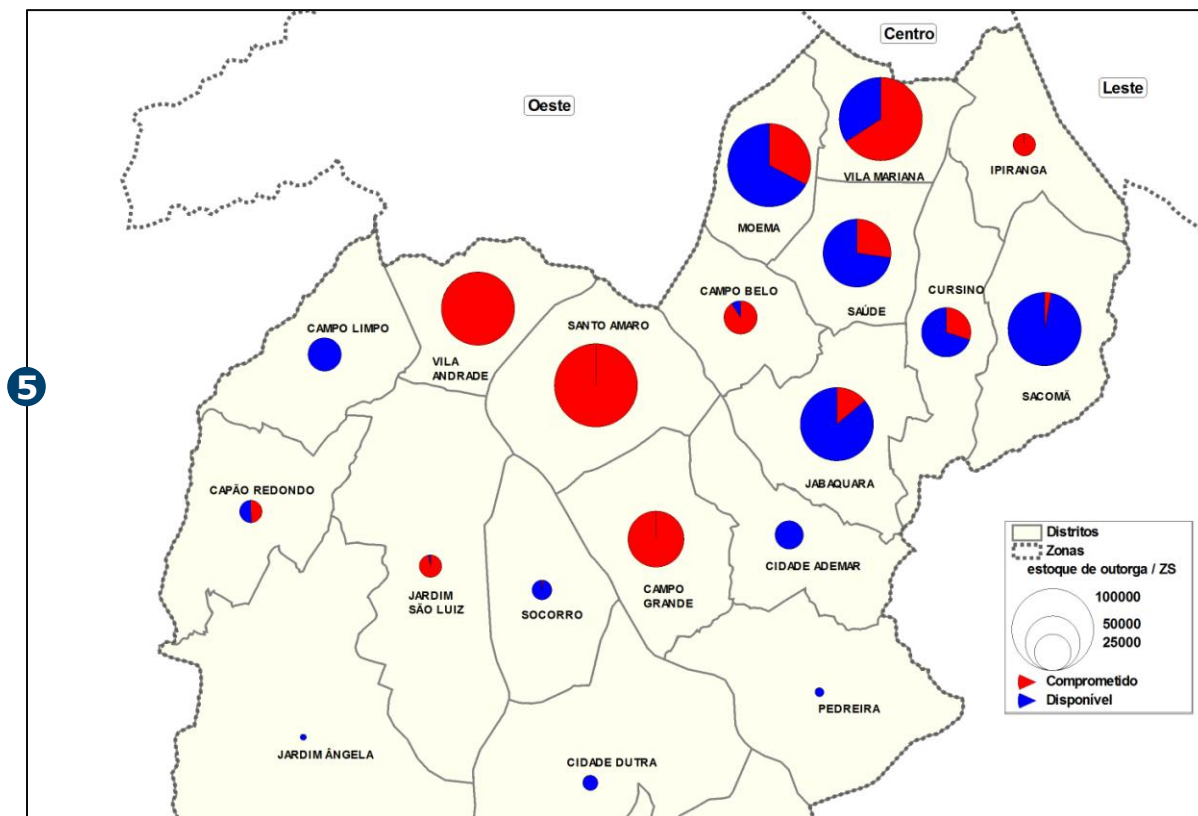 5
Centro
Oeste
Leste
VILA MARIANA
IPIRANGA
MOEMA
CAMPO BELO
SAÚDE
CURSINO
CAMPO LIMPO
SANTO AMARO
VILA
ANDRADE
SACOMÃ
CAPÃO REDONDO
JABAQUARA
JARDIM
SÃO LUIZ
SOCORRO
CAMPO
GRANDE
CIDADE ADEMAR
PEDREIRA
JARDIM ÂNGELA
CIDADE DUTRA
Distritos
Zonas
estoque de outorga / ZS
100000
50000
25000
Comprometido
Disponível